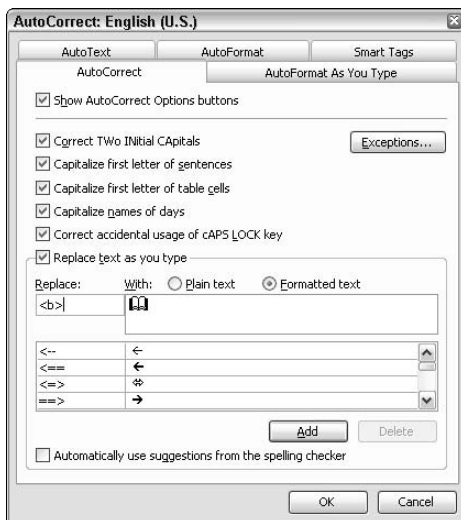 AutoCorrect: English (U.S.)
AutoText AutoFormat Smart Tags
AutoCorrect AutoFormat As You Type
Show AutoCorrect Options buttons
Correct TWo INitial CApitals Exceptions...
Capitalize first letter of sentences
Capitalize first letter of table cells
Capitalize names of days
Correct accidental usage of cAPS LOCK key
Replace text as you type
Replace: With: Plain text Formatted text
<b>
<-- ←
<== ←
<=> ⇔
==> →
Add Delete
Automatically use suggestions from the spelling checker
OK Cancel